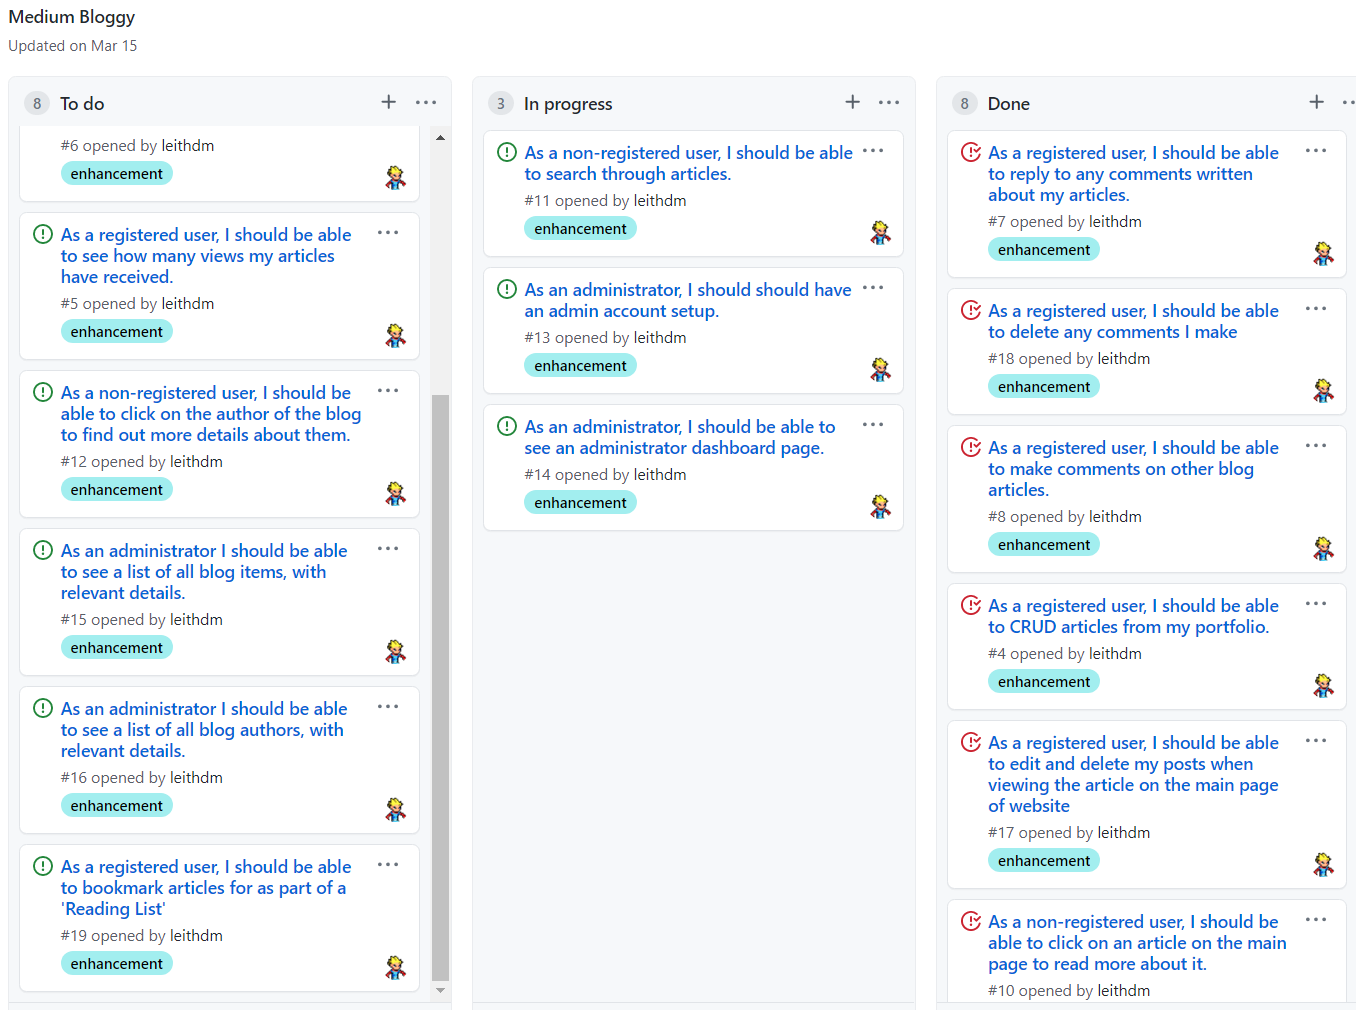 Medium Bloggy
Updated on Mar 15
8 To do
#6 opened by leithdm
enhancement
As a registered user, I should be able
to see how many views my articles
have received.
#5 opened by leithdm
enhancement
As a non-registered user, I should be
able to click on the author of the blog
to find out more details about them.
#12 opened by leithdm
enhancement
As an administrator I should be able
to see a list of all blog items, with
relevant details.
#15 opened by leithdm
enhancement
As an administrator I should be able
to see a list of all blog authors, with
relevant details.
#16 opened by leithdm
enhancement
As a registered user, I should be able
to bookmark articles for as part of a
'Reading List'
#19 opened by leithdm
enhancement
3 In progress
As a non-registered user, I should be able
to search through articles.
#11 opened by leithdm
enhancement
As an administrator, I should should have
an admin account setup.
#13 opened by leithdm
enhancement
As an administrator, I should be able to
see an administrator dashboard page.
#14 opened by leithdm
enhancement
8 Done
As a registered user, I should be able
to reply to any comments written
about my articles.
#7 opened by leithdm
enhancement
As a registered user, I should be able
to delete any comments I make
#18 opened by leithdm
enhancement
As a registered user, I should be able
to make comments on other blog
articles.
#8 opened by leithdm
enhancement
As a registered user, I should be able
to CRUD articles from my portfolio.
#4 opened by leithdm
enhancement
As a registered user, I should be able
to edit and delete my posts when
viewing the article on the main page
of website
#17 opened by leithdm
enhancement
As a non-registered user, I should be
able to click on an article on the main
page to read more about it.
#10 opened by leithdm